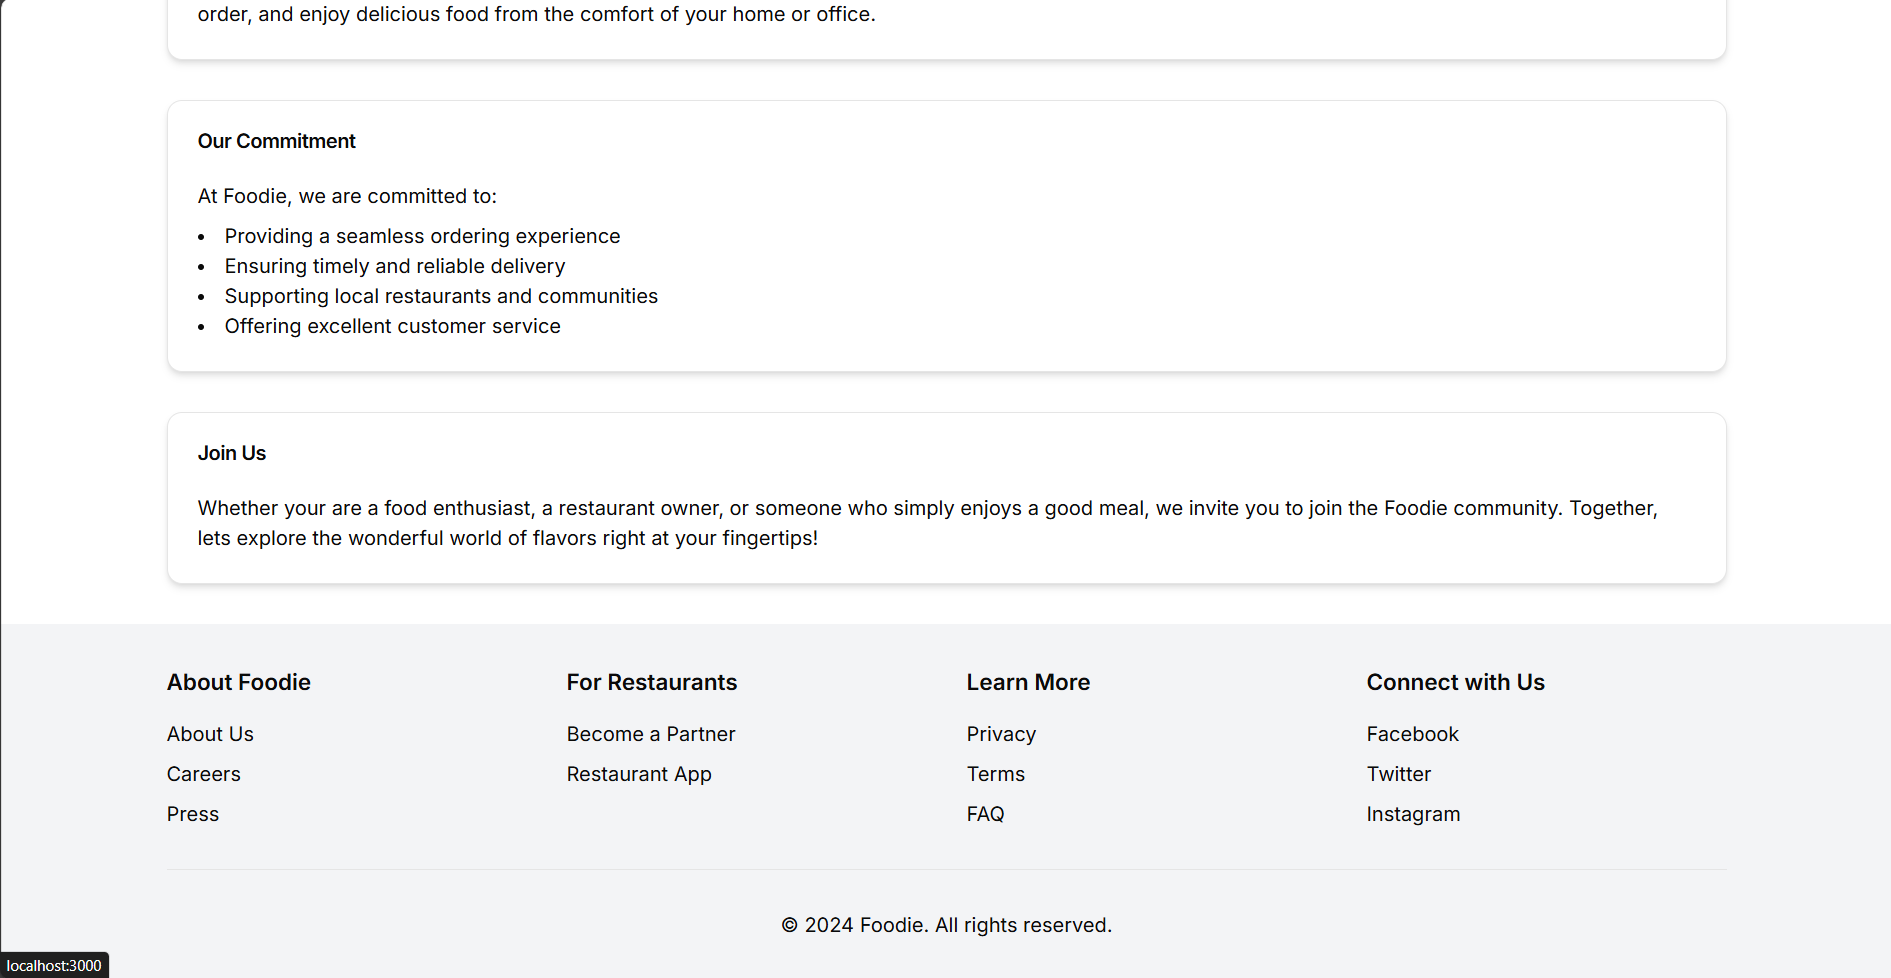 order, and enjoy delicious food from the comfort of your home or office.
Our Commitment
At Foodie, we are committed to:
• Providing a seamless ordering experience
• Ensuring timely and reliable delivery
• Supporting local restaurants and communities
• Offering excellent customer service
Join Us
Whether your are a food enthusiast, a restaurant owner, or someone who simply enjoys a good meal, we invite you to join the Foodie community. Together,
lets explore the wonderful world of flavors right at your fingertips!
About Foodie
About Us
Careers
Press
For Restaurants
Become a Partner
Restaurant App
Learn More
Privacy
Terms
FAQ
Connect with Us
Facebook
Twitter
Instagram
© 2024 Foodie. All rights reserved.
localhost:3000